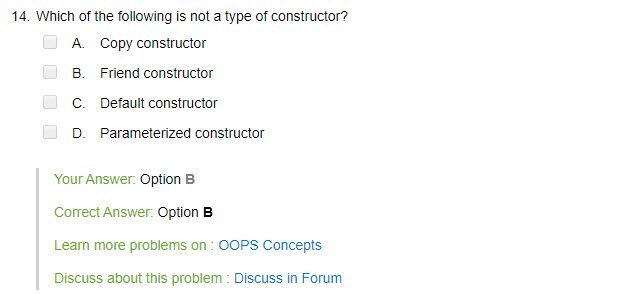 14. Which of the following is not a type of constructor?
A. Copy constructor
B. Friend constructor
C. Default constructor
D. Parameterized constructor
Your Answer: Option B
Correct Answer: Option B
Learn more problems on : OOPS Concepts
Discuss about this problem : Discuss in Forum